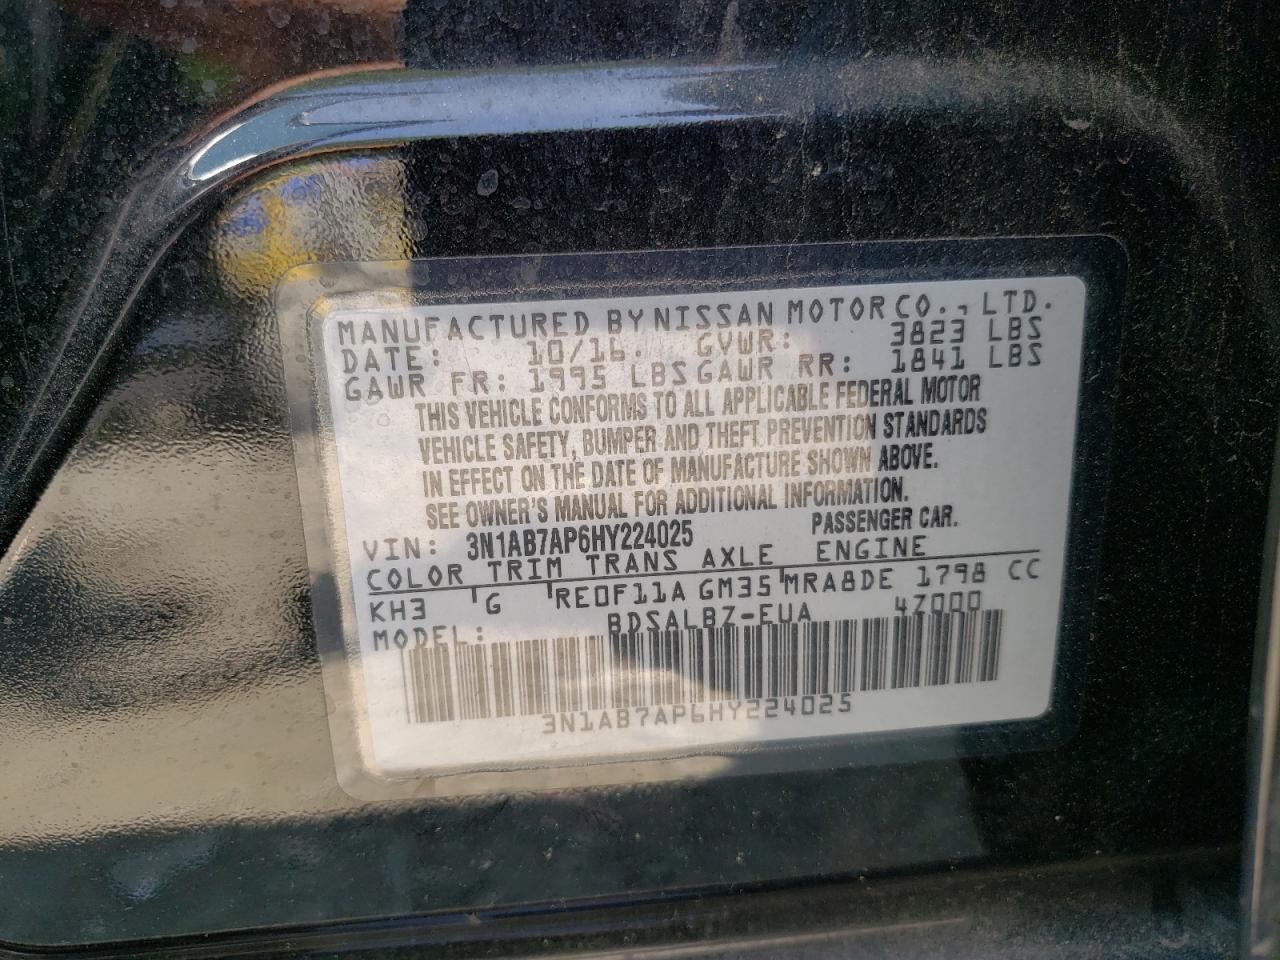 MANUFACTURED BY NISSAN MOTOR CO., LTD.
DATE: 10/16. GVWR: 3823 LBS
GAWR FR: 1995 LBS GAWR RR: 1841 LBS
THIS VEHICLE CONFORMS TO ALL APPLICABLE FEDERAL MOTOR
VEHICLE SAFETY, BUMPER AND THEFT PREVENTION STANDARDS
IN EFFECT ON THE DATE OF MANUFACTURE SHOWN ABOVE.
SEE OWNER'S MANUAL FOR ADDITIONAL INFORMATION.
VIN: 3N1AB7AP6HY224025 PASSENGER CAR.
COLOR TRIM TRANS AXLE ENGINE
KH3 G RE0F11A GM35 MRA8DE 1798 CC
MODEL: BDSALBZ-EUA 4Z000
3N1AB7AP6HY224025